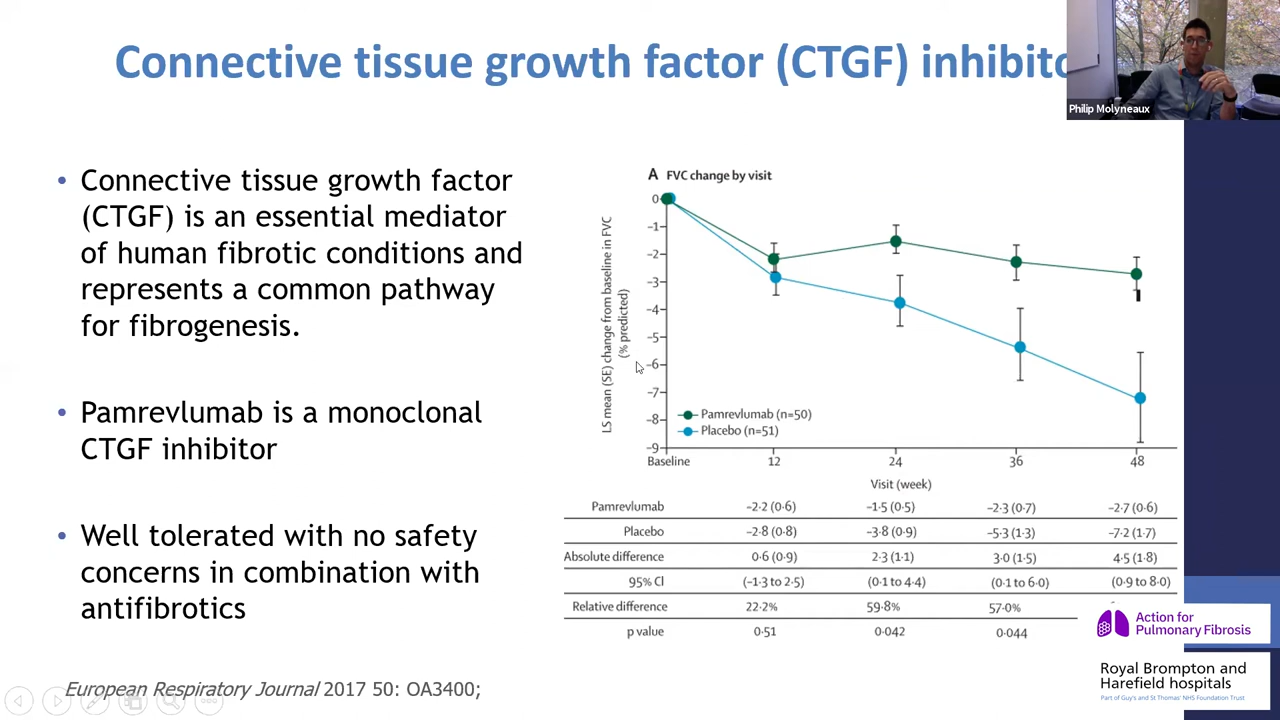 Connective tissue growth factor (CTGF)
Philip Molyneaux
• Connective tissue growth factor
(CTGF) is an essential mediator
of human fibrotic conditions and
represents a common pathway
for fibrogenesis.
• Pamrevlumab is a monoclonal
CTGF inhibitor
• Well tolerated with no safety
concerns in combination with
antifibrotics
European Respiratory Journal 2017 50: OA3400;
A FVC change by visit
LS mean (SE) change from baseline in FVC
(% predicted)
0
–1
–2
–3
–4
–5
–6
–7
–8
–9
Pamrevlumab (n=50)
Placebo (n=51)
Baseline 12 24 36 48
Visit (week)
Pamrevlumab –2·2 (0·6) –1·5 (0·5) –2·3 (0·7) –2·7 (0·6)
Placebo –2·8 (0·8) –3·8 (0·9) –5·3 (1·3) –7·2 (1·7)
Absolute difference 0·6 (0·9) 2·3 (1·1) 3·0 (1·5) 4·5 (1·8)
95% CI (–1·3 to 2·5) (0·1 to 4·4) (0·1 to 6·0) (0·9 to 8·0)
Relative difference 22·2% 59·8% 57·0%
p value 0·51 0·042 0·044
Action for
Pulmonary Fibrosis
Royal Brompton and
Harefield hospitals
Part of Guy's and St Thomas' NHS Foundation Trust